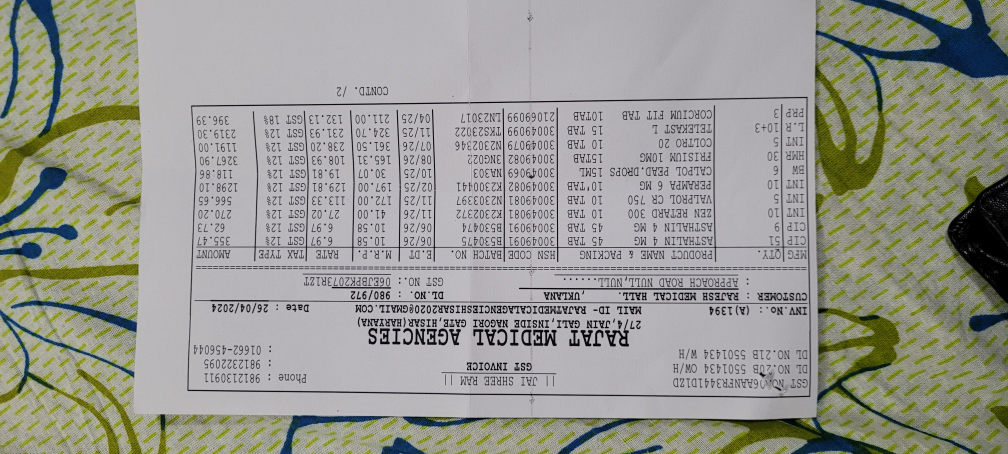 || JAI SHREE RAM ||
GST INVOICE
GST NO. 06AANFR3441D1ZD
DL NO.20B 5501434 OW/H
DL NO.21B 5501434 W/H
Phone : 9812130911
: 9812322095
: 01662-456044
RAJAT MEDICAL AGENCIES
27/4, JAIN GALI, INSIDE NAGORI GATE, HISAR (HARYANA)
MAIL ID- RAJATMEDICALAGENCIESHISAR2020@GMAIL.COM
INV.No.: (A)1394 Date : 26/04/2024
CUSTOMER : RAJESH MEDICAL HALL. ,UKLANA DL.NO. : 980/972
: APPROACH ROAD NULL,NULL....... GST NO.: 06EJBPK2073R1ZT
MFG QTY. PRODUCT NAME & PACKING HSN CODE BATCH NO. E.DT M.R.P. RATE TAX TYPE AMOUNT
CIP 51 ASTHALIN 4 MG 45 TAB 30049091 B530475 06/26 10.58 6.97 GST 12% 355.47
CIP 9 ASTHALIN 4 MG 45 TAB 30049091 B530474 06/26 10.58 6.97 GST 12% 62.73
INT 10 ZEN RETARD 300 10 TAB 30049081 K2302372 11/26 41.00 27.02 GST 12% 270.20
INT 5 VALPROL CR 750 10 TAB 30049081 N2303397 11/25 172.00 113.33 GST 12% 566.65
INT 10 PERAMPA 6 MG 10'TAB 30049082 K2300441 02/25 197.00 129.81 GST 12% 1298.10
BW 6 CALPOL PEAD.DROPS 15ML 30049069 NA303 10/25 30.07 19.81 GST 12% 118.86
HMR 30 FRISIUM 10MG 15TAB 30049082 3NG022 08/26 165.31 108.93 GST 12% 3267.90
INT 5 COLTRO 20 10 TAB 30049079 N2302346 07/26 361.50 238.20 GST 12% 1191.00
L.R 10+3 TELEKAST L 15 TAB 30049099 TKSZ3022 11/25 324.70 231.93 GST 12% 2319.30
PRP 3 CORCIUM FIT TAB 10TAB 21069099 LN23017 04/25 211.00 132.13 GST 18% 396.39
CONTD. /2